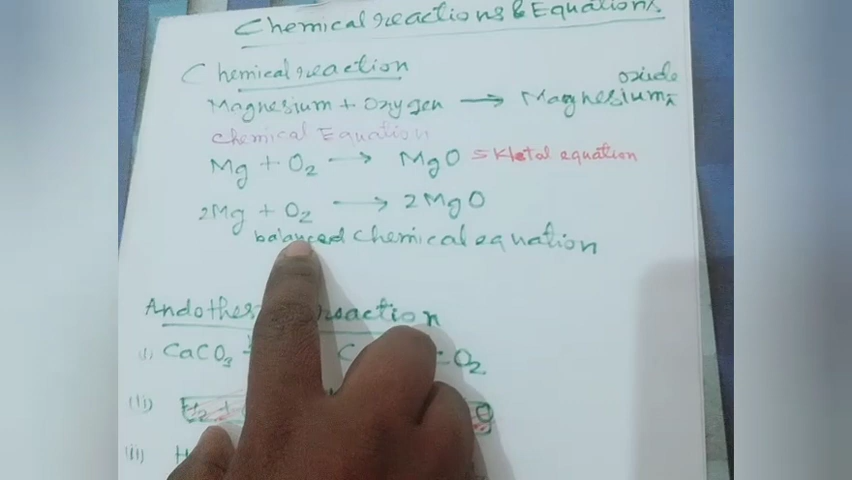 Chemical reactions & Equations
Chemical reaction
Magnesium + Oxygen → Magnesium oxide
Chemical Equation
Mg + O₂ → MgO skletal equation
2Mg + O₂ → 2MgO
balanced chemical equation
Andother reaction
(i) CaCO₃ O₂
(ii) O
(iii) H